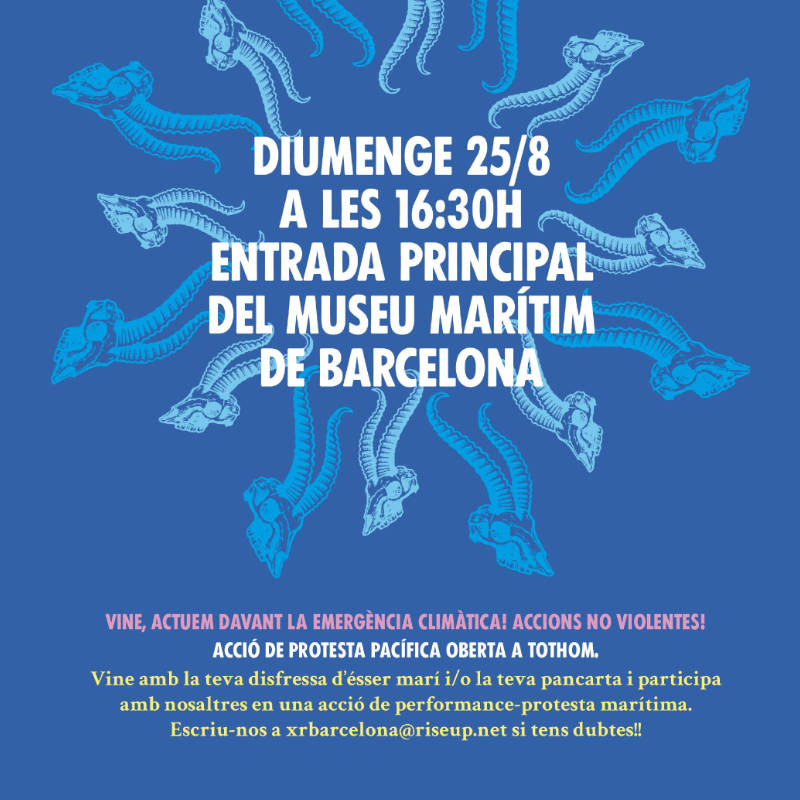 DIUMENGE 25/8
A LES 16:30H
ENTRADA PRINCIPAL
DEL MUSEU MARÍTIM
DE BARCELONA
VINE, ACTUEM DAVANT LA EMERGÈNCIA CLIMÀTICA! ACCIONS NO VIOLENTES!
ACCIÓ DE PROTESTA PACÍFICA OBERTA A TOTHOM.
Vine amb la teva disfressa d'ésser marí i/o la teva pancarta i participa
amb nosaltres en una acció de performance-protesta marítima.
Escriu-nos a xrbarcelona@riseup.net si tens dubtes!!